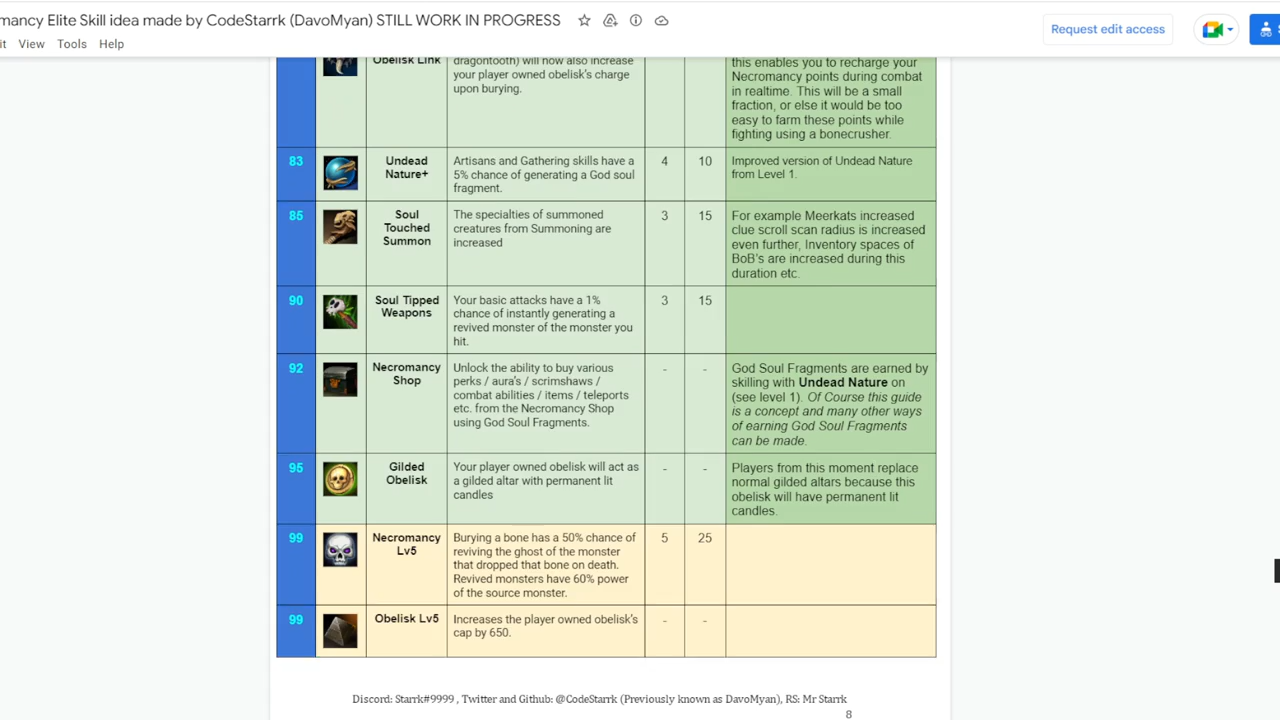 mancy Elite Skill idea made by CodeStarrk (DavoMyan) STILL WORK IN PROGRESS
Request edit access
it View Tools Help
Obelisk Link
dragontooth) will now also increase
your player owned obelisk's charge
upon burying.
this enables you to recharge your
Necromancy points during combat
in realtime. This will be a small
fraction, or else it would be too
easy to farm these points while
fighting using a bonecrusher.
83
Undead
Nature+
Artisans and Gathering skills have a
5% chance of generating a God soul
fragment.
4
10
Improved version of Undead Nature
from Level 1.
85
Soul
Touched
Summon
The specialties of summoned
creatures from Summoning are
increased
3
15
For example Meerkats increased
clue scroll scan radius is increased
even further, Inventory spaces of
BoB's are increased during this
duration etc.
90
Soul Tipped
Weapons
Your basic attacks have a 1%
chance of instantly generating a
revived monster of the monster you
hit.
3
15
92
Necromancy
Shop
Unlock the ability to buy various
perks / aura's / scrimshaws /
combat abilities / items / teleports
etc. from the Necromancy Shop
using God Soul Fragments.
-
-
God Soul Fragments are earned by
skilling with Undead Nature on
(see level 1). Of Course this guide
is a concept and many other ways
of earning God Soul Fragments
can be made.
95
Gilded
Obelisk
Your player owned obelisk will act as
a gilded altar with permanent lit
candles
-
-
Players from this moment replace
normal gilded altars because this
obelisk will have permanent lit
candles.
99
Necromancy
Lv5
Burying a bone has a 50% chance of
reviving the ghost of the monster
that dropped that bone on death.
Revived monsters have 60% power
of the source monster.
5
25
99
Obelisk Lv5
Increases the player owned obelisk's
cap by 650.
-
-
Discord: Starrk#9999 , Twitter and Github: @CodeStarrk (Previously known as DavoMyan), RS: Mr Starrk
8